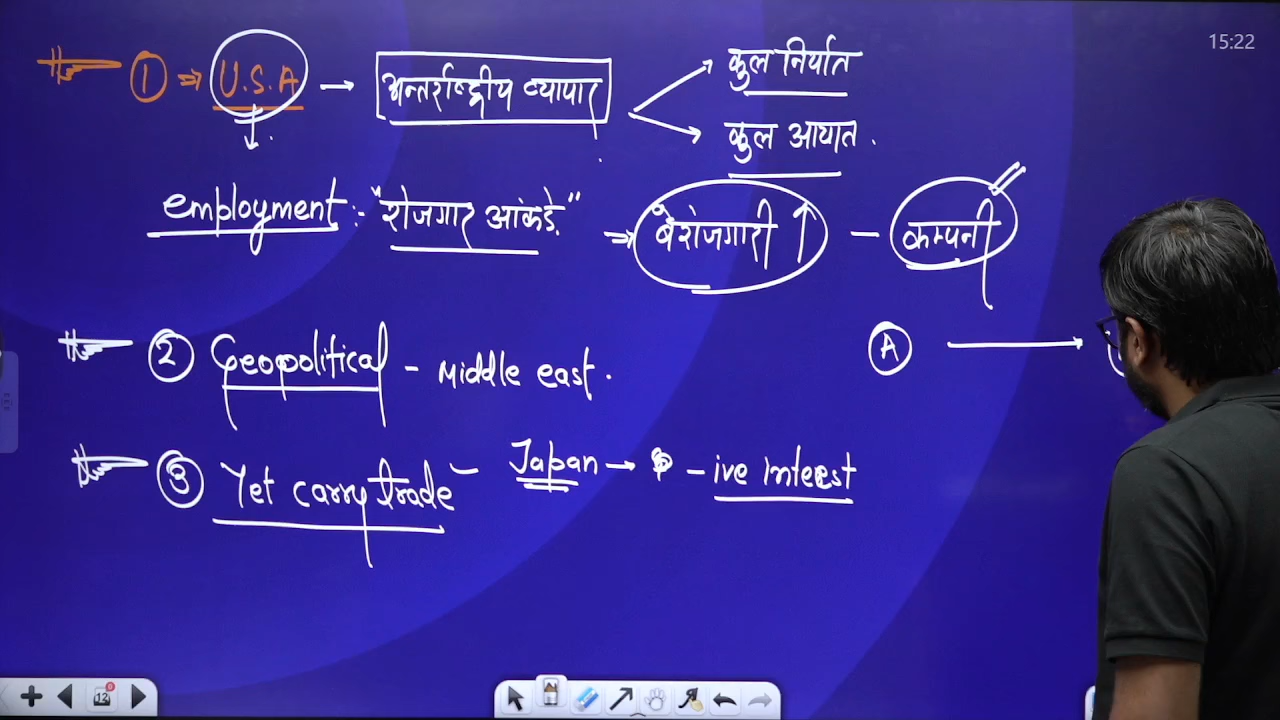 15:22
① ⇒ U.S.A → अन्तर्राष्ट्रीय व्यापार
कुल निर्यात
कुल आयात.
employment :- "रोजगार आंकडे." ⇒ बेरोजगारी ↑ - कम्पनी
② Geopolitical - Middle east.
A →
③ Yet carry trade - Japan → -ive Interest
12